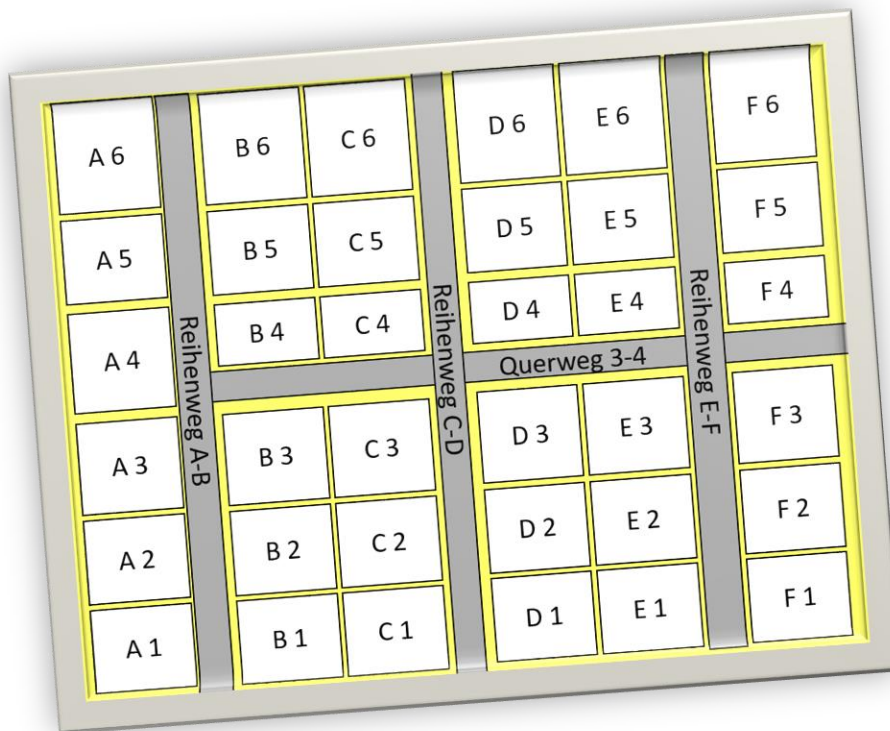 A 6
B 6
C 6
D 6
E 6
F 6
A 5
B 5
C 5
D 5
E 5
F 5
A 4
B 4
C 4
D 4
E 4
F 4
Reihenweg A-B
Reihenweg C-D
Querweg 3-4
Reihenweg E-F
A 3
B 3
C 3
D 3
E 3
F 3
A 2
B 2
C 2
D 2
E 2
F 2
A 1
B 1
C 1
D 1
E 1
F 1